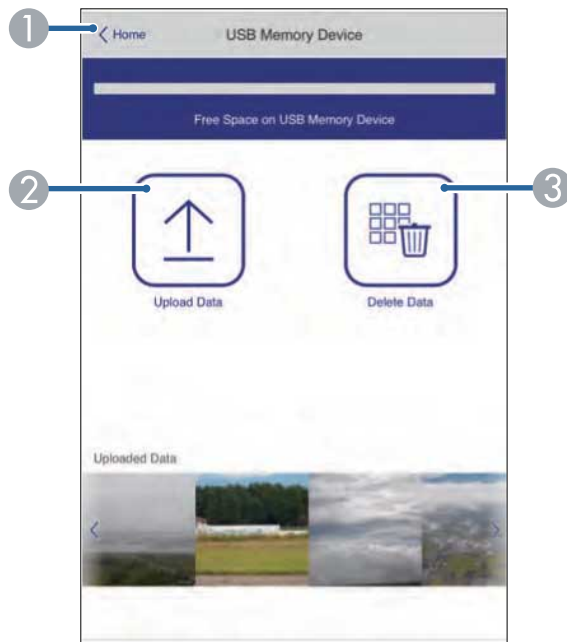 1
< Home
USB Memory Device
Free Space on USB Memory Device
2
3
Upload Data
Delete Data
Uploaded Data